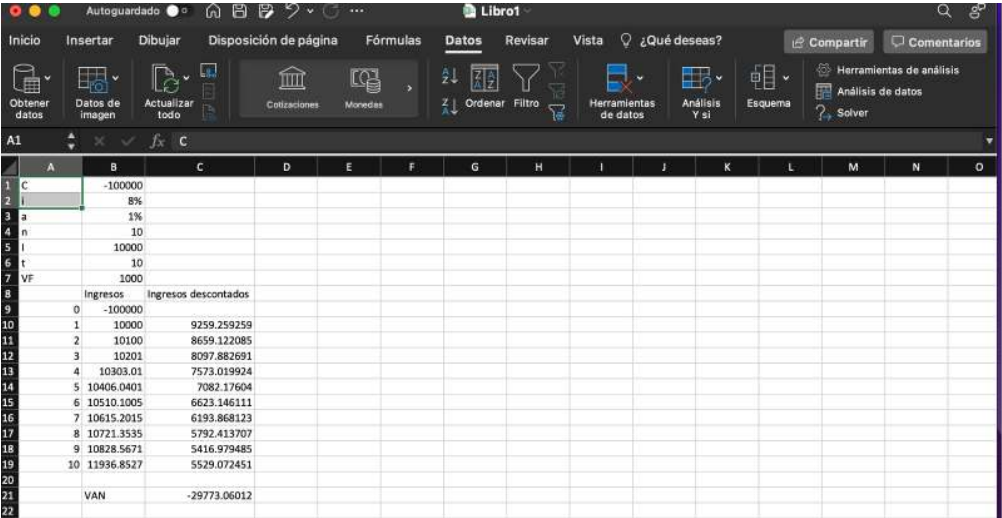 Autoguardado Libro1
Inicio Insertar Dibujar Disposición de página Fórmulas Datos Revisar Vista ¿Qué deseas? Compartir Comentarios
Obtener datos
Datos de imagen
Actualizar todo
Cotizaciones Monedas
Ordenar Filtro
Herramientas de datos
Análisis Y si
Esquema
Herramientas de análisis
Análisis de datos
Solver
A1 fx C
A B C D E F G H I J K L M N O
1 C -100000
2 i 8%
3 a 1%
4 n 10
5 I 10000
6 t 10
7 VF 1000
8 Ingresos Ingresos descontados
9 0 -100000
10 1 10000 9259.259259
11 2 10100 8659.122085
12 3 10201 8097.882691
13 4 10303.01 7573.019924
14 5 10406.0401 7082.17604
15 6 10510.1005 6623.146111
16 7 10615.2015 6193.868123
17 8 10721.3535 5792.413707
18 9 10828.5671 5416.979485
19 10 11936.8527 5529.072451
20
21 VAN -29773.06012
22